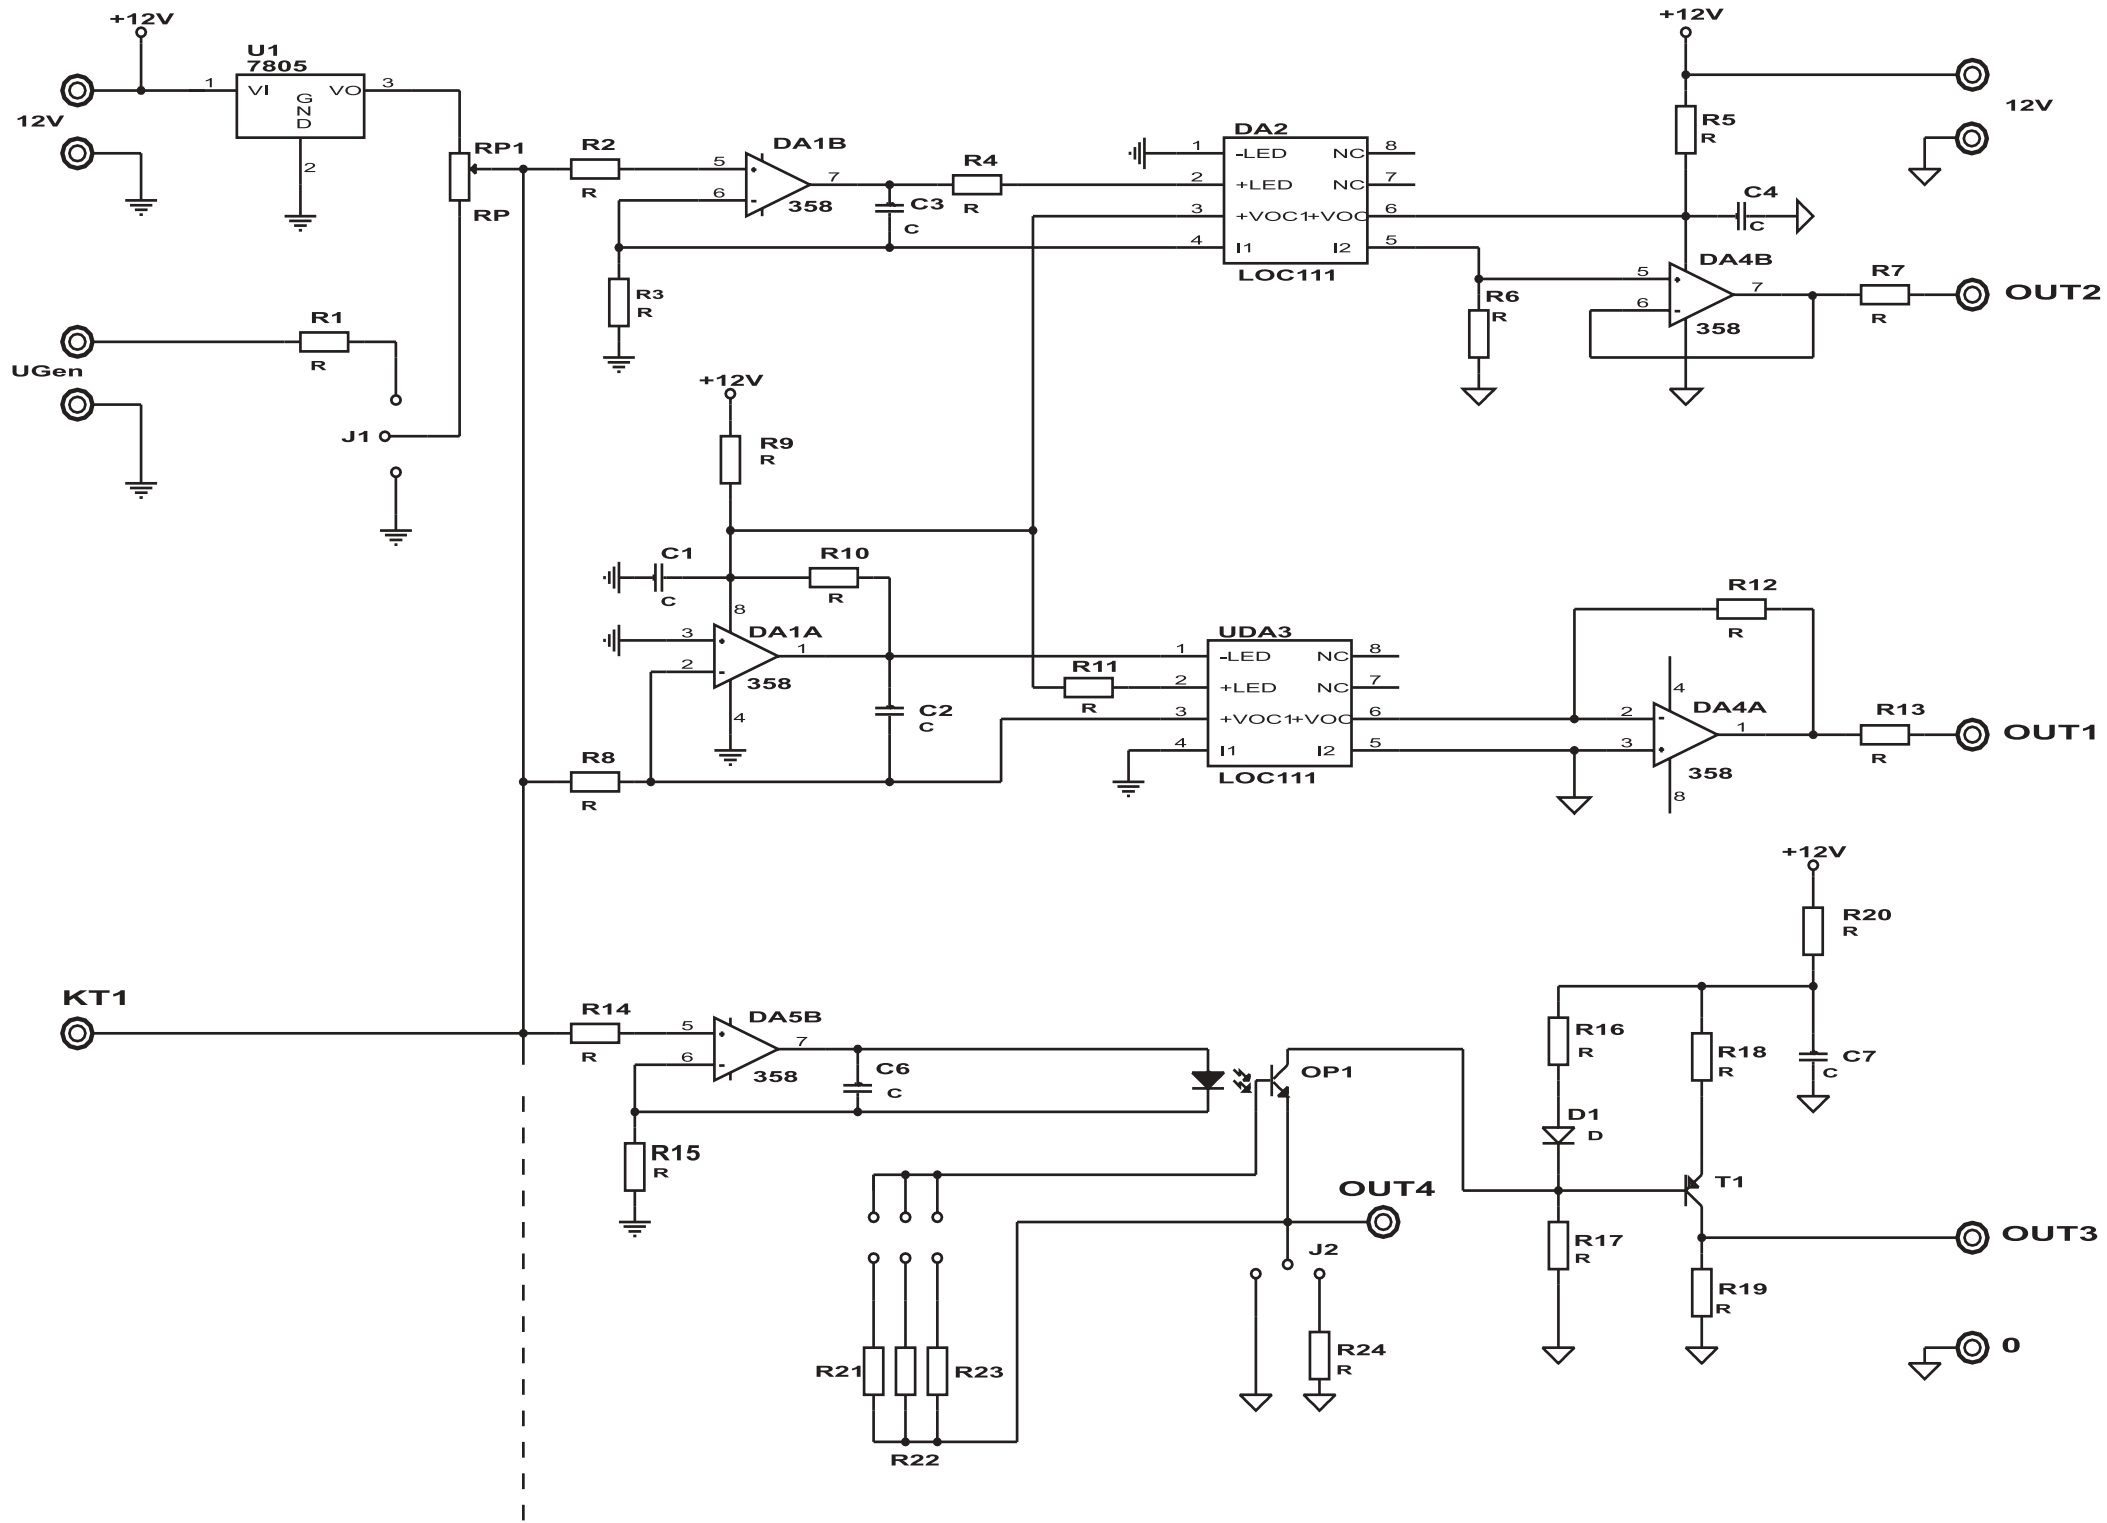 +12V
+12V
U1
7805
1
VI
GND
VO
3
2
12V
RP1
RP
R2
R
5
6
DA1B
7
358
C3
C
R4
R
DA2
1
-LED
NC
8
2
+LED
NC
7
3
+VOC1+VOC
6
4
I1
I2
5
LOC111
R5
R
12V
C4
C
R3
R
DA4B
5
6
7
358
R6
R
R7
R
OUT2
R1
R
UGen
J1
+12V
R9
R
C1
C
R10
R
8
DA1A
3
2
1
358
4
C2
C
R8
R
R11
R
UDA3
1
-LED
NC
8
2
+LED
NC
7
3
+VOC1+VOC
6
4
I1
I2
5
LOC111
R12
R
4
DA4A
2
3
1
358
8
R13
R
OUT1
+12V
R20
R
KT1
R14
R
5
6
DA5B
7
358
C6
C
OP1
R16
R
R18
R
C7
C
D1
D
R15
R
OUT4
T1
J2
R17
R
OUT3
R19
R
R21
R23
R24
R
0
R22